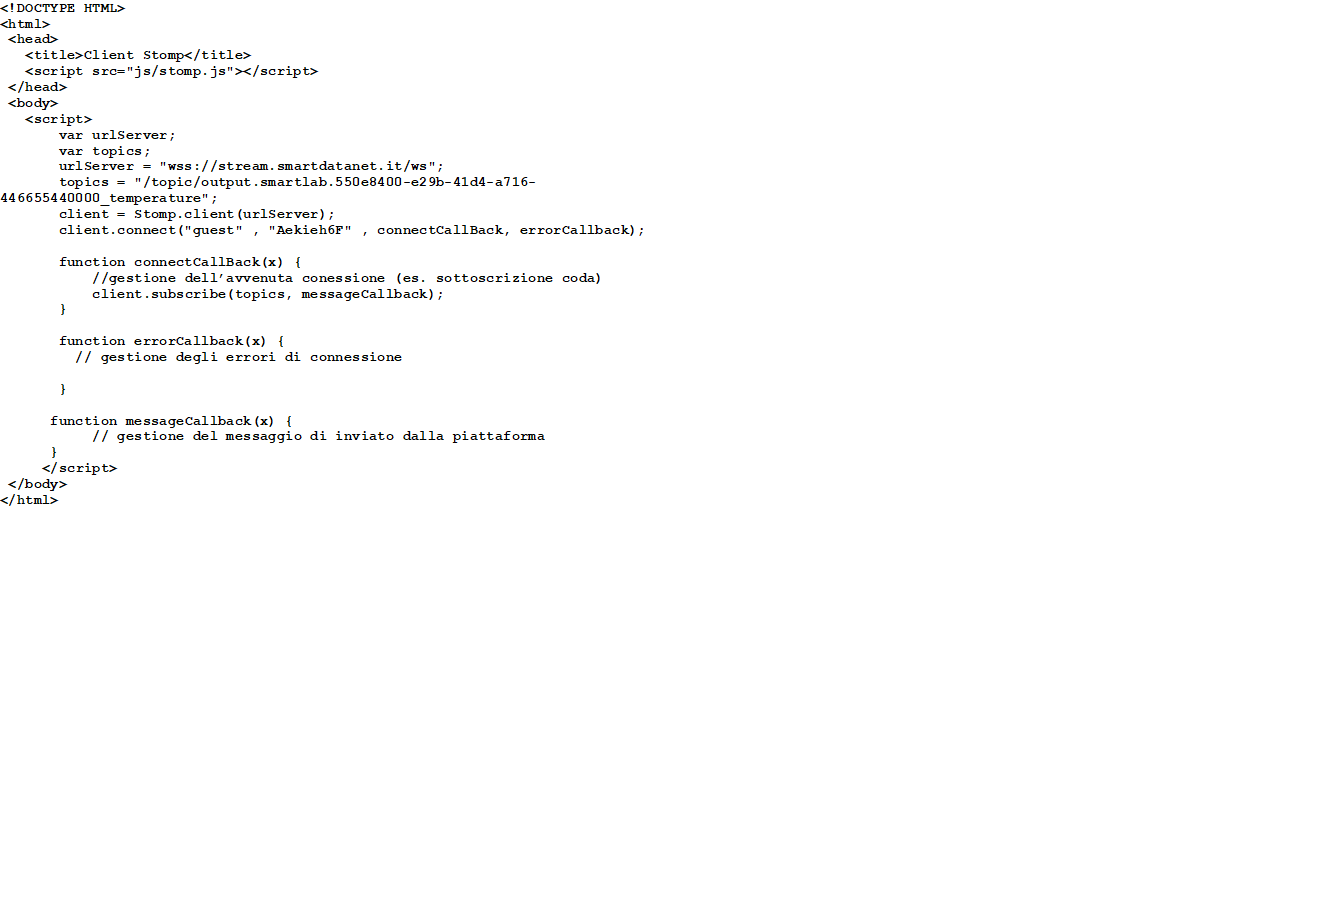 <!DOCTYPE HTML>
<html>
 <head>
   <title>Client Stomp</title>
   <script src="js/stomp.js"></script>
 </head>
 <body>
   <script>
       var urlServer;
       var topics;
       urlServer = "wss://stream.smartdatanet.it/ws";
       topics = "/topic/output.smartlab.550e8400-e29b-41d4-a716-
446655440000_temperature";
       client = Stomp.client(urlServer);
       client.connect("guest" , "Aekieh6F" , connectCallBack, errorCallback);

       function connectCallBack(x) {
           //gestione dell'avvenuta conessione (es. sottoscrizione coda)
           client.subscribe(topics, messageCallback);
       }

       function errorCallback(x) {
         // gestione degli errori di connessione

       }

      function messageCallback(x) {
           // gestione del messaggio di inviato dalla piattaforma
      }
     </script>
 </body>
</html>